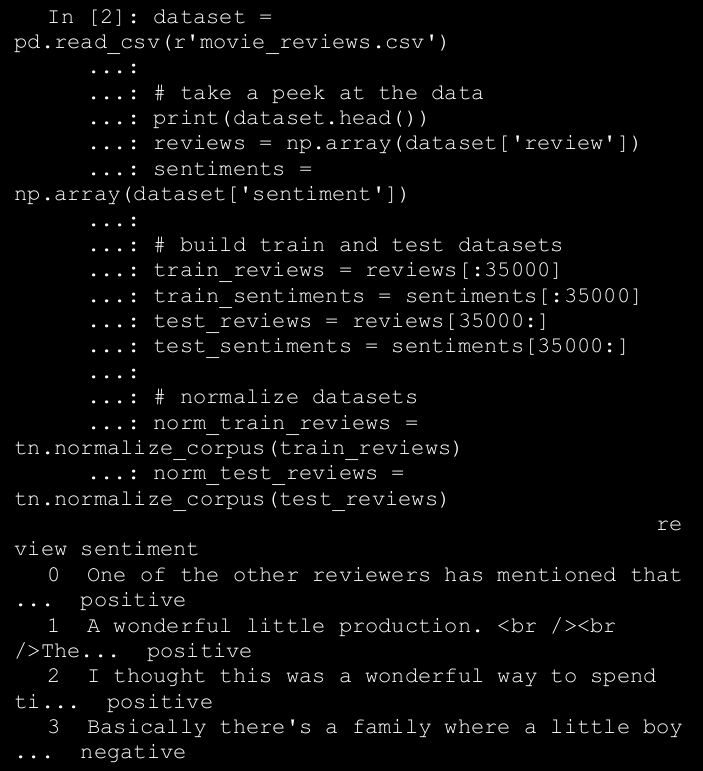 In [2]: dataset =
pd.read_csv(r'movie_reviews.csv')
...:
...: # take a peek at the data
...: print(dataset.head())
...: reviews = np.array(dataset['review'])
...: sentiments =
np.array(dataset['sentiment'])
...:
...: # build train and test datasets
...: train_reviews = reviews[:35000]
...: train_sentiments = sentiments[:35000]
...: test_reviews = reviews[35000:]
...: test_sentiments = sentiments[35000:]
...:
...: # normalize datasets
...: norm_train_reviews =
tn.normalize_corpus(train_reviews)
...: norm_test_reviews =
tn.normalize_corpus(test_reviews)
re
view sentiment
0  One of the other reviewers has mentioned that
...  positive
1  A wonderful little production. <br /><br
/>The...  positive
2  I thought this was a wonderful way to spend
ti...  positive
3  Basically there's a family where a little boy
...  negative